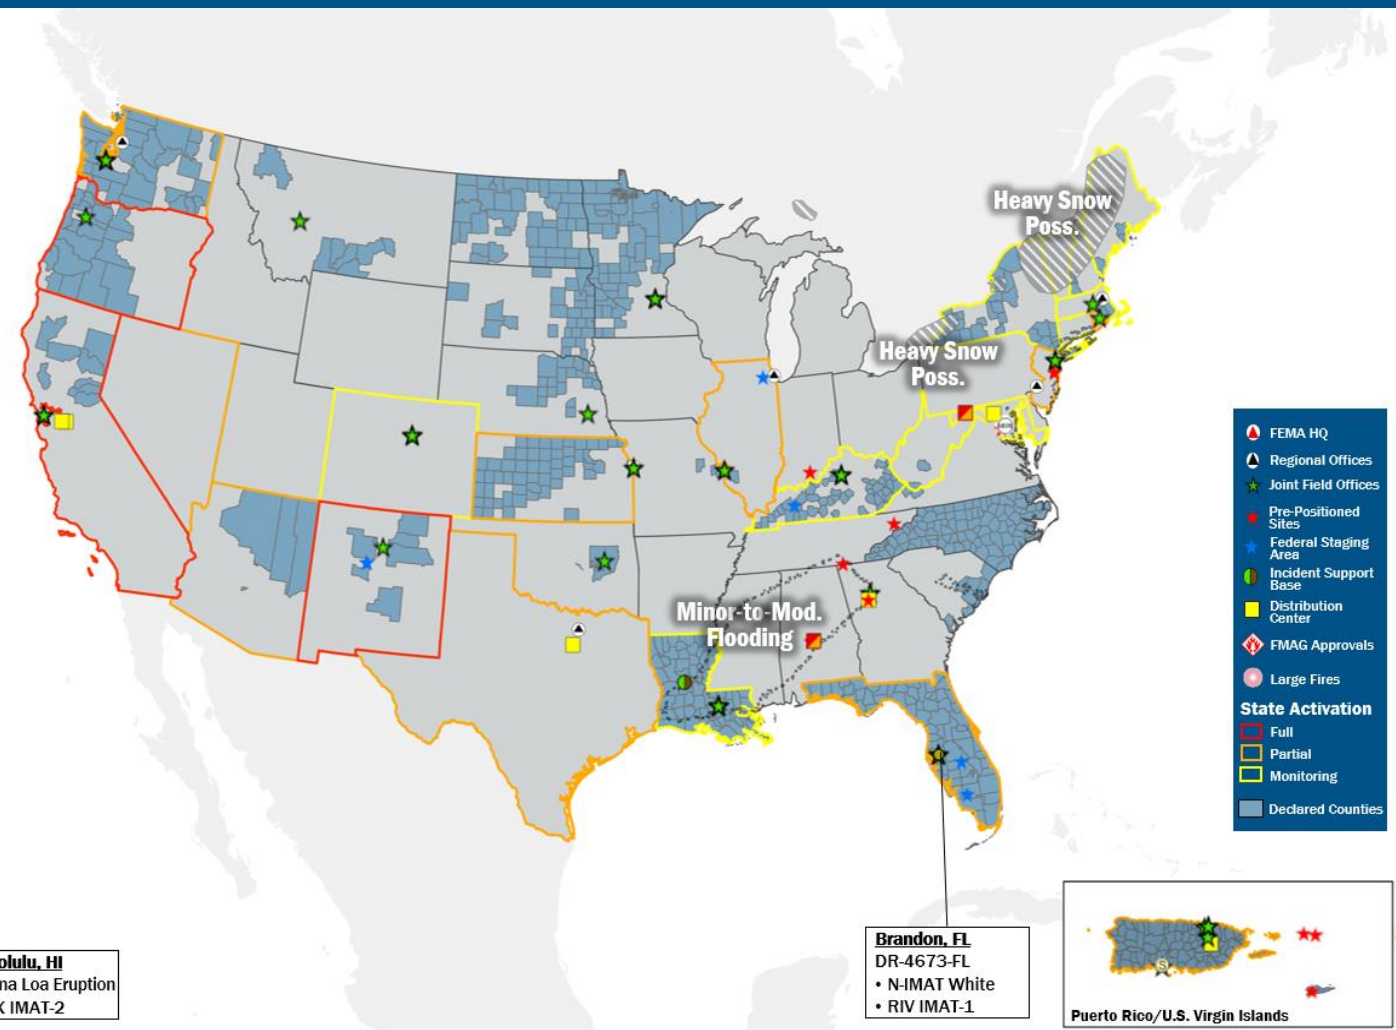 Heavy Snow
Poss.
Heavy Snow
Poss.
Minor-to-Mod.
Flooding
FEMA HQ
Regional Offices
Joint Field Offices
Pre-Positioned
Sites
Federal Staging
Area
Incident Support
Base
Distribution
Center
FMAG Approvals
Large Fires
State Activation
Full
Partial
Monitoring
Declared Counties
olulu, HI
na Loa Eruption
IMAT-2
Brandon, FL
DR-4673-FL
• N-IMAT White
• RIV IMAT-1
S
Puerto Rico/U.S. Virgin Islands